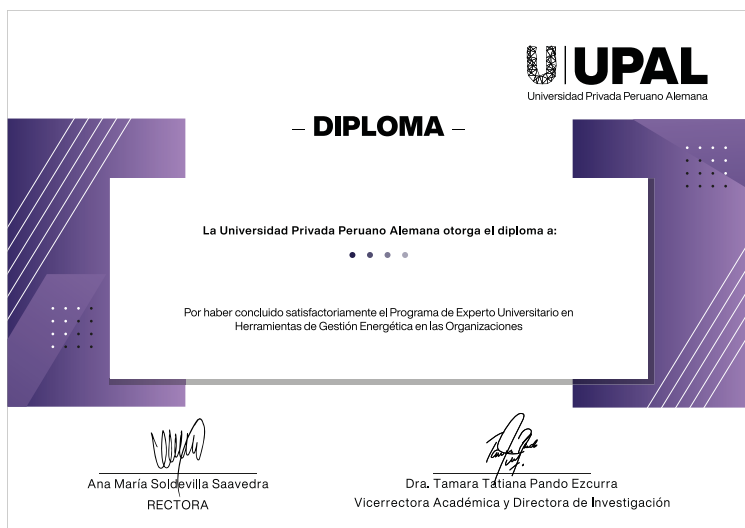 UPAL
Universidad Privada Peruano Alemana
– DIPLOMA –
La Universidad Privada Peruano Alemana otorga el diploma a:
Por haber concluido satisfactoriamente el Programa de Experto Universitario en
Herramientas de Gestión Energética en las Organizaciones
Ana María Soldevilla Saavedra
RECTORA
Dra. Tamara Tatiana Pando Ezcurra
Vicerrectora Académica y Directora de Investigación